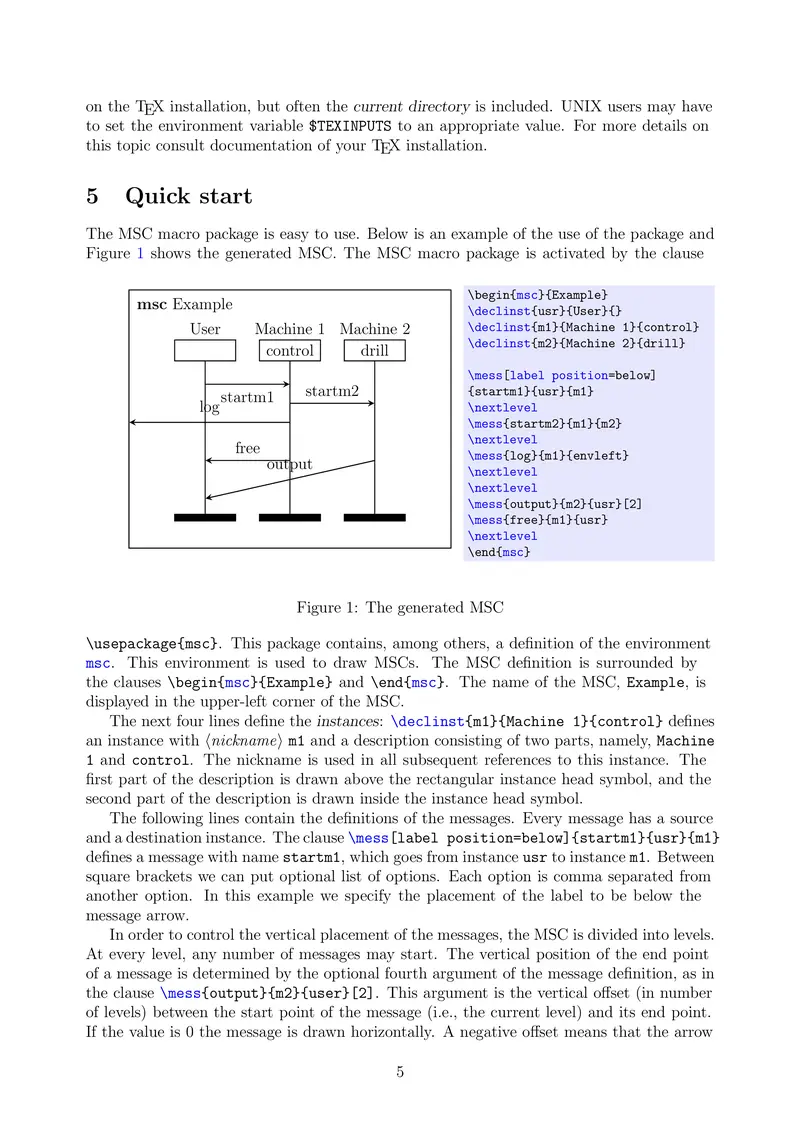 on the TEX installation, but often the current directory is included. UNIX users may have
to set the environment variable $TEXINPUTS to an appropriate value. For more details on
this topic consult documentation of your TEX installation.
5 Quick start
The MSC macro package is easy to use. Below is an example of the use of the package and
Figure 1 shows the generated MSC. The MSC macro package is activated by the clause
msc Example
User Machine 1 Machine 2
control drill
startm1
startm2
log
free
output
\begin{msc}{Example}
\declinst{usr}{User}{}
\declinst{m1}{Machine 1}{control}
\declinst{m2}{Machine 2}{drill}
\mess[label position=below]
{startm1}{usr}{m1}
\nextlevel
\mess{startm2}{m1}{m2}
\nextlevel
\mess{log}{m1}{envleft}
\nextlevel
\nextlevel
\mess{output}{m2}{usr}[2]
\mess{free}{m1}{usr}
\nextlevel
\end{msc}
Figure 1: The generated MSC
\usepackage{msc}. This package contains, among others, a definition of the environment
msc. This environment is used to draw MSCs. The MSC definition is surrounded by
the clauses \begin{msc}{Example} and \end{msc}. The name of the MSC, Example, is
displayed in the upper-left corner of the MSC.
The next four lines define the instances: \declinst{m1}{Machine 1}{control} defines
an instance with ⟨nickname⟩ m1 and a description consisting of two parts, namely, Machine
1 and control. The nickname is used in all subsequent references to this instance. The
first part of the description is drawn above the rectangular instance head symbol, and the
second part of the description is drawn inside the instance head symbol.
The following lines contain the definitions of the messages. Every message has a source
and a destination instance. The clause \mess[label position=below]{startm1}{usr}{m1}
defines a message with name startm1, which goes from instance usr to instance m1. Between
square brackets we can put optional list of options. Each option is comma separated from
another option. In this example we specify the placement of the label to be below the
message arrow.
In order to control the vertical placement of the messages, the MSC is divided into levels.
At every level, any number of messages may start. The vertical position of the end point
of a message is determined by the optional fourth argument of the message definition, as in
the clause \mess{output}{m2}{user}[2]. This argument is the vertical offset (in number
of levels) between the start point of the message (i.e., the current level) and its end point.
If the value is 0 the message is drawn horizontally. A negative offset means that the arrow
5